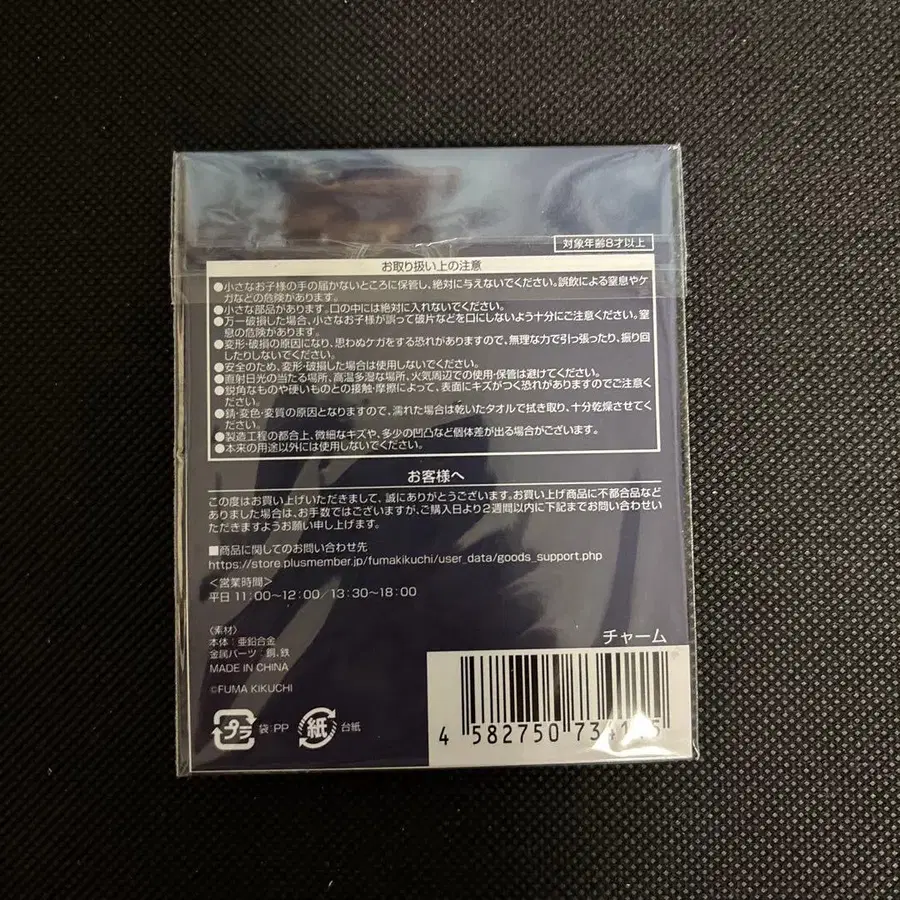 対象年齢8才以上
お取り扱い上の注意
●小さなお子様の手の届かないところに保管し、絶対に与えないでください。誤飲による窒息やケ
ガなどの危険があります。
●小さな部品があります。口の中には絶対に入れないでください。
●万一破損した場合、小さなお子様が誤って破片などを口にしないよう十分にご注意ください。窒
息の危険があります。
●変形・破損の原因になり、思わぬケガをする恐れがありますので、無理な力で引っ張ったり、振り回
したりしないでください。
●安全のため、変形・破損した場合は使用しないでください。
●直射日光の当たる場所、高温多湿な場所、火気周辺での使用・保管は避けてください。
●鋭角なものや硬いものとの接触・摩擦によって、表面にキズがつく恐れがありますのでご注意く
ださい。
●錆・変色・変質の原因となりますので、濡れた場合は乾いたタオルで拭き取り、十分乾燥させてく
ださい。
●製造工程の都合上、微細なキズや、多少の凹凸など個体差が出る場合がございます。
●本来の用途以外には使用しないでください。
お客様へ
この度はお買い上げいただきまして、誠にありがとうございます。お買い上げ商品に不都合品など
ありました場合は、お手数ではございますが、ご購入日より2週間以内に下記までお問い合わせい
ただきますようお願い申し上げます。
■商品に関してのお問い合わせ先
https://store.plusmember.jp/fumakikuchi/user_data/goods_support.php
＜営業時間＞
平日 11:00〜12:00／13:30〜18:00
〈素材〉
本体：亜鉛合金
金属パーツ：銅、鉄
MADE IN CHINA
©FUMA KIKUCHI
チャーム
プラ 袋:PP 紙 台紙
4 582750